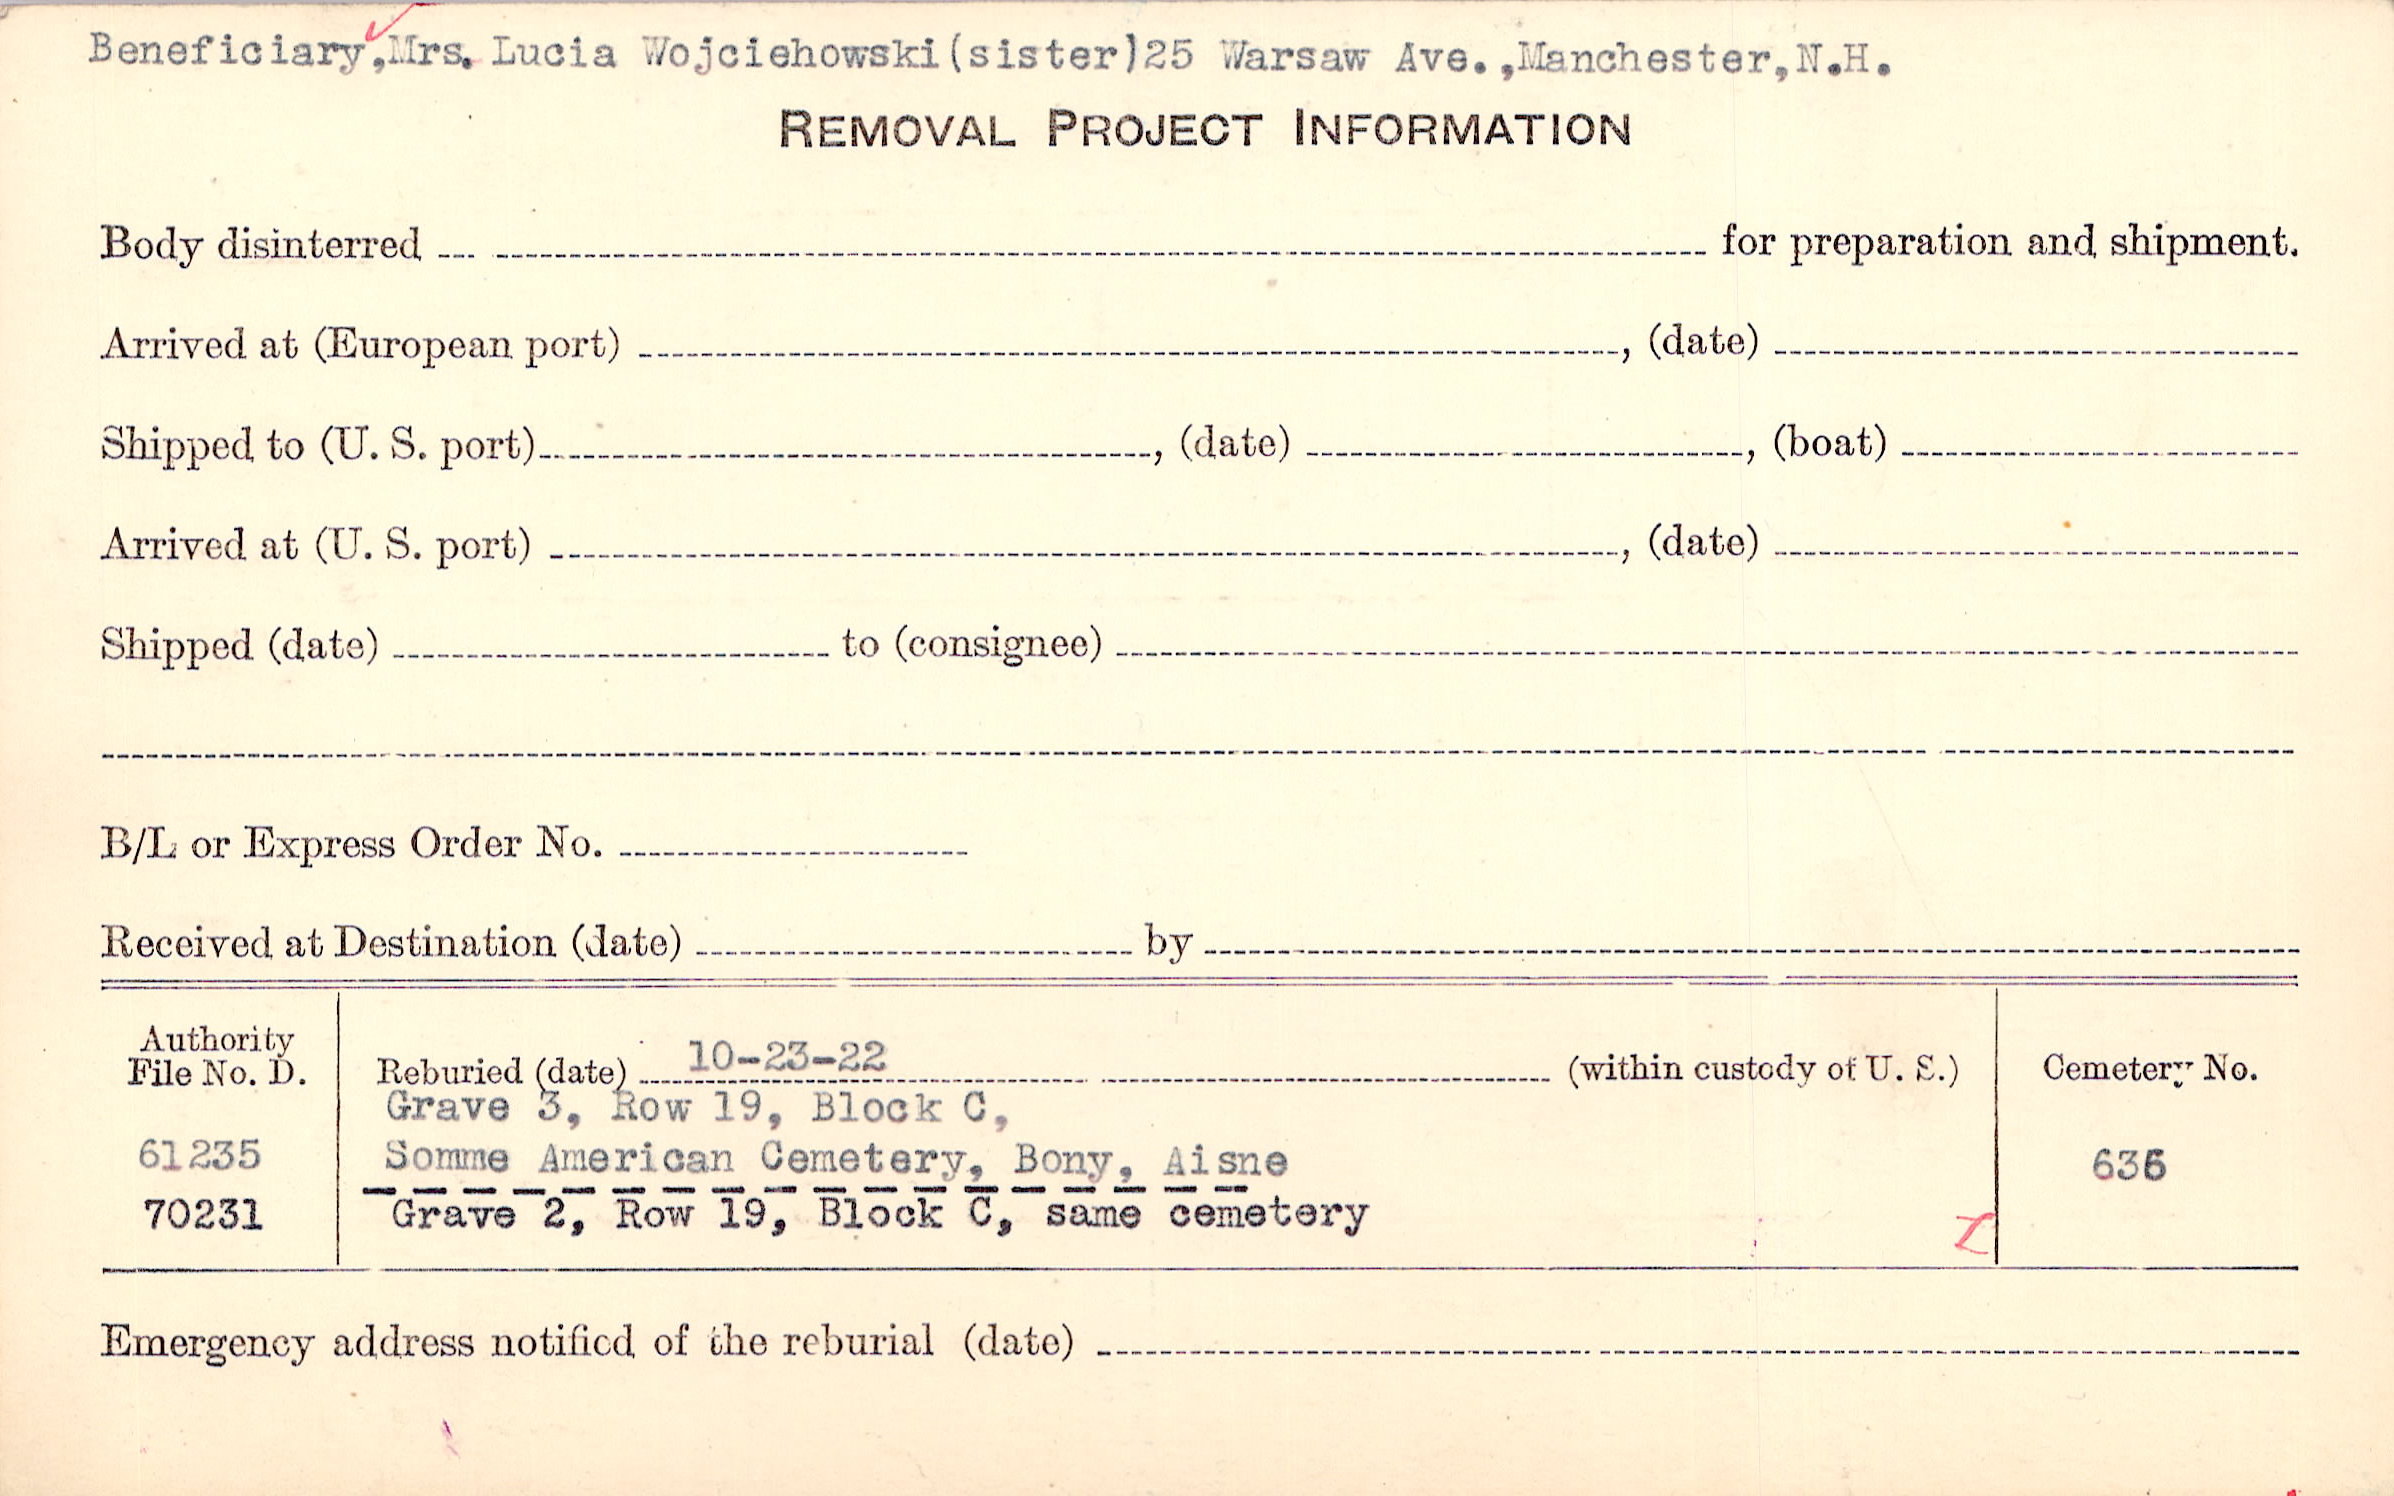 Beneficiary,Mrs. Lucia Wojciehowski(sister)25 Warsaw Ave.,Manchester,N.H.
REMOVAL PROJECT INFORMATION
Body disinterred for preparation and shipment.
Arrived at (European port) , (date)
Shipped to (U. S. port) , (date) , (boat)
Arrived at (U. S. port) , (date)
Shipped (date) to (consignee)
B/L or Express Order No.
Received at Destination (date) by
Authority
File No. D.
61235
70231
Reburied (date) 10-23-22 (within custody of U. S.)
Grave 3, Row 19, Block C,
Somme American Cemetery, Bony, Aisne
Grave 2, Row 19, Block C, same cemetery
Cemetery No.
636
Emergency address notified of the reburial (date)